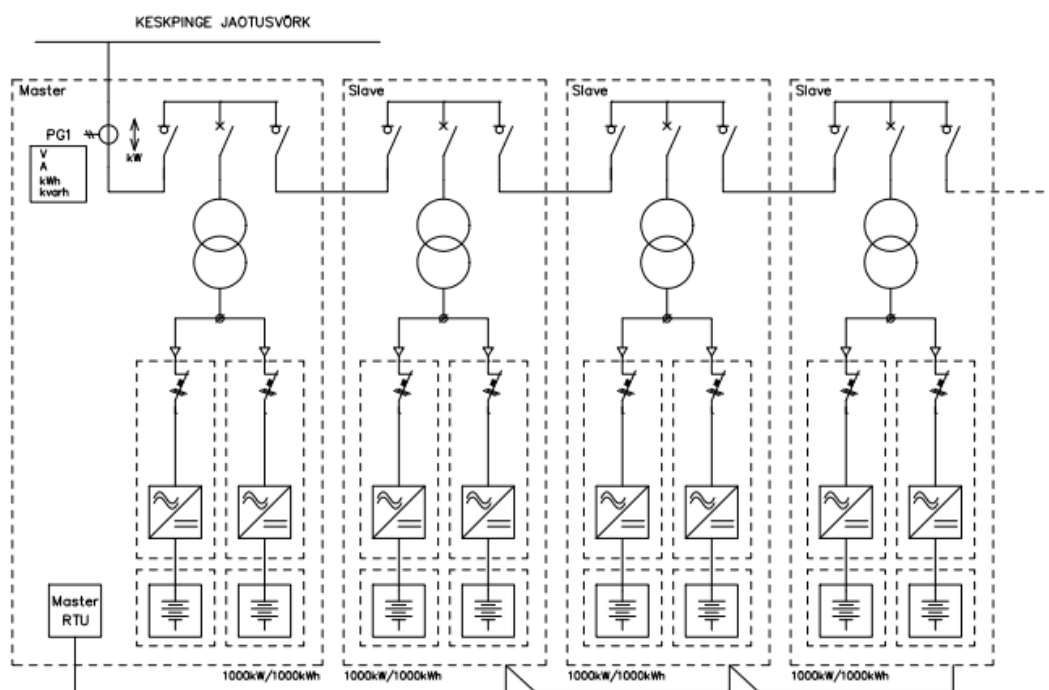 KESKPINGE JAOTUSVÕRK
Master
Slave
Slave
Slave
PG1
kW
V
A
kWh
kvarh
Master
RTU
1000kW/1000kWh
1000kW/1000kWh
1000kW/1000kWh
1000kW/1000kWh